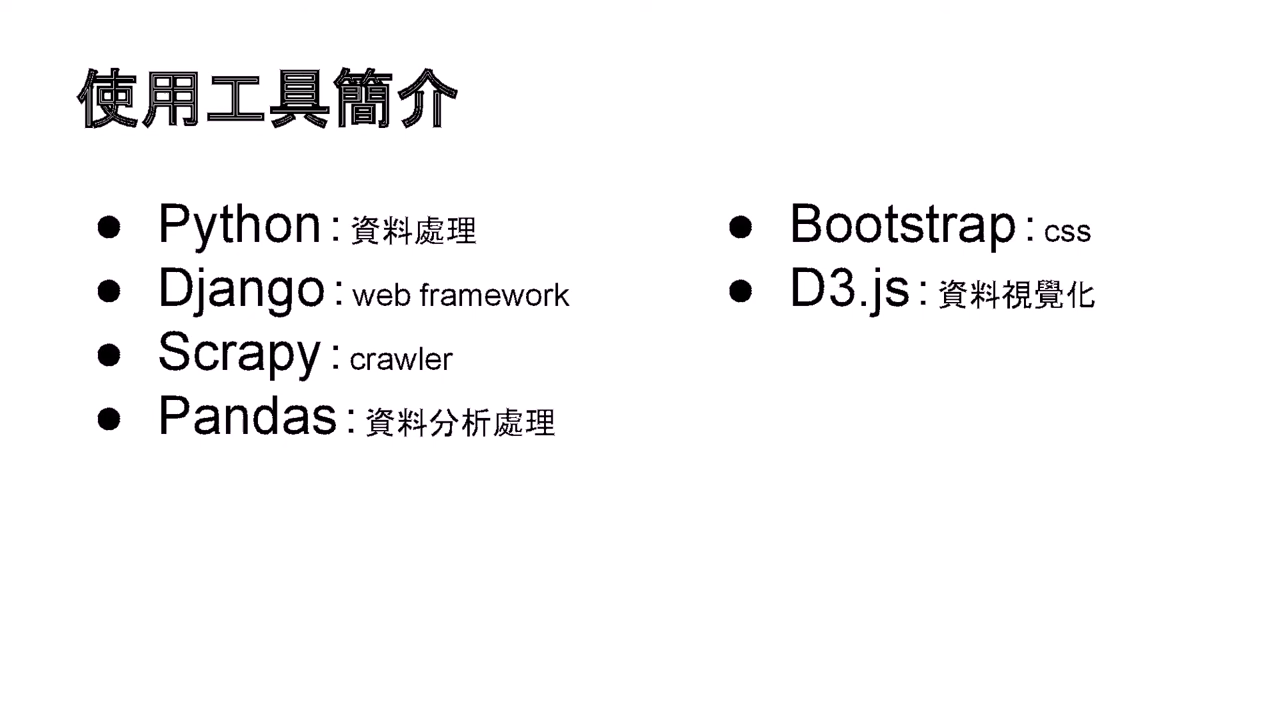 使用工具簡介
● Python：資料處理
● Django：web framework
● Scrapy：crawler
● Pandas：資料分析處理
● Bootstrap：css
● D3.js：資料視覺化